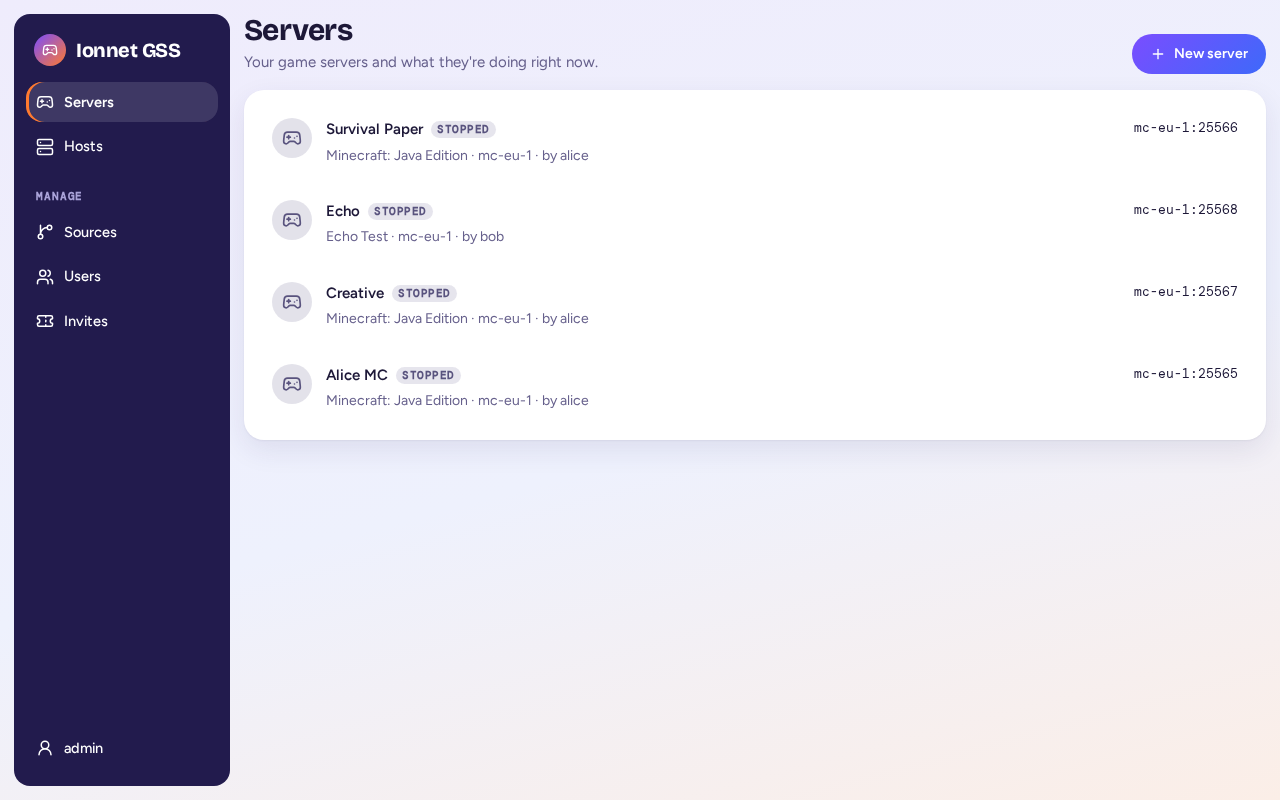 Ionnet GSS
Servers
Hosts
MANAGE
Sources
Users
Invites
admin
Servers
Your game servers and what they're doing right now.
New server
Survival Paper STOPPED
mc-eu-1:25566
Minecraft: Java Edition · mc-eu-1 · by alice
Echo STOPPED
mc-eu-1:25568
Echo Test · mc-eu-1 · by bob
Creative STOPPED
mc-eu-1:25567
Minecraft: Java Edition · mc-eu-1 · by alice
Alice MC STOPPED
mc-eu-1:25565
Minecraft: Java Edition · mc-eu-1 · by alice